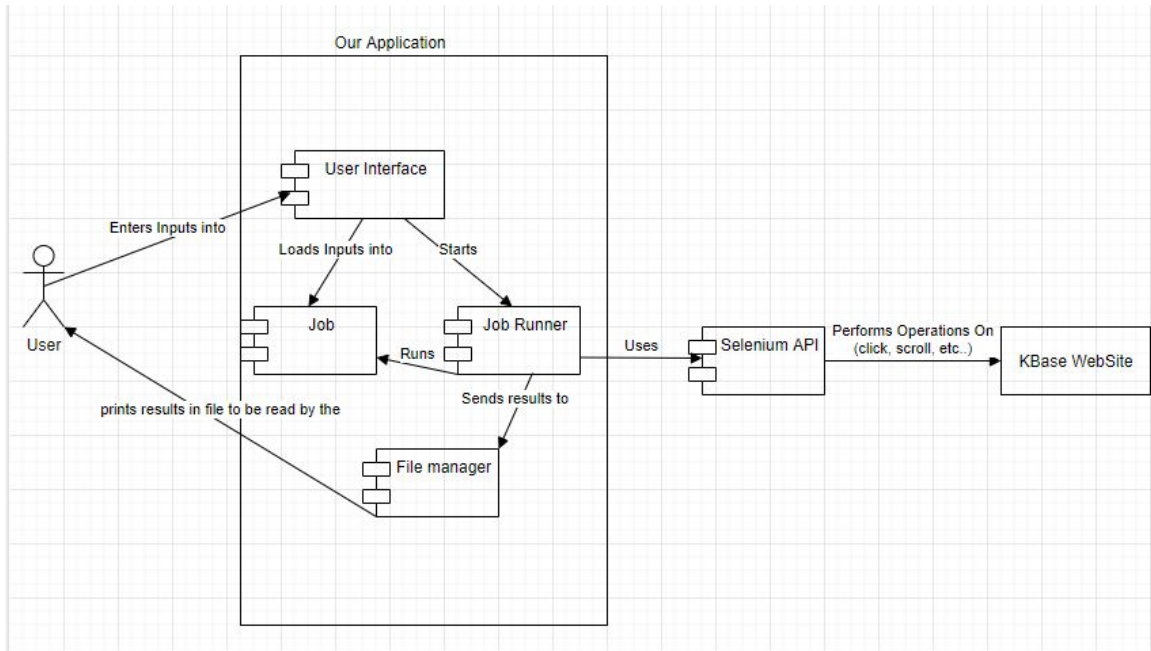 Our Application
User Interface
Enters Inputs into
Loads Inputs into
Starts
User
Job
Job Runner
Runs
Uses
Selenium API
Performs Operations On
(click, scroll, etc..)
KBase WebSite
Sends results to
prints results in file to be read by the
File manager